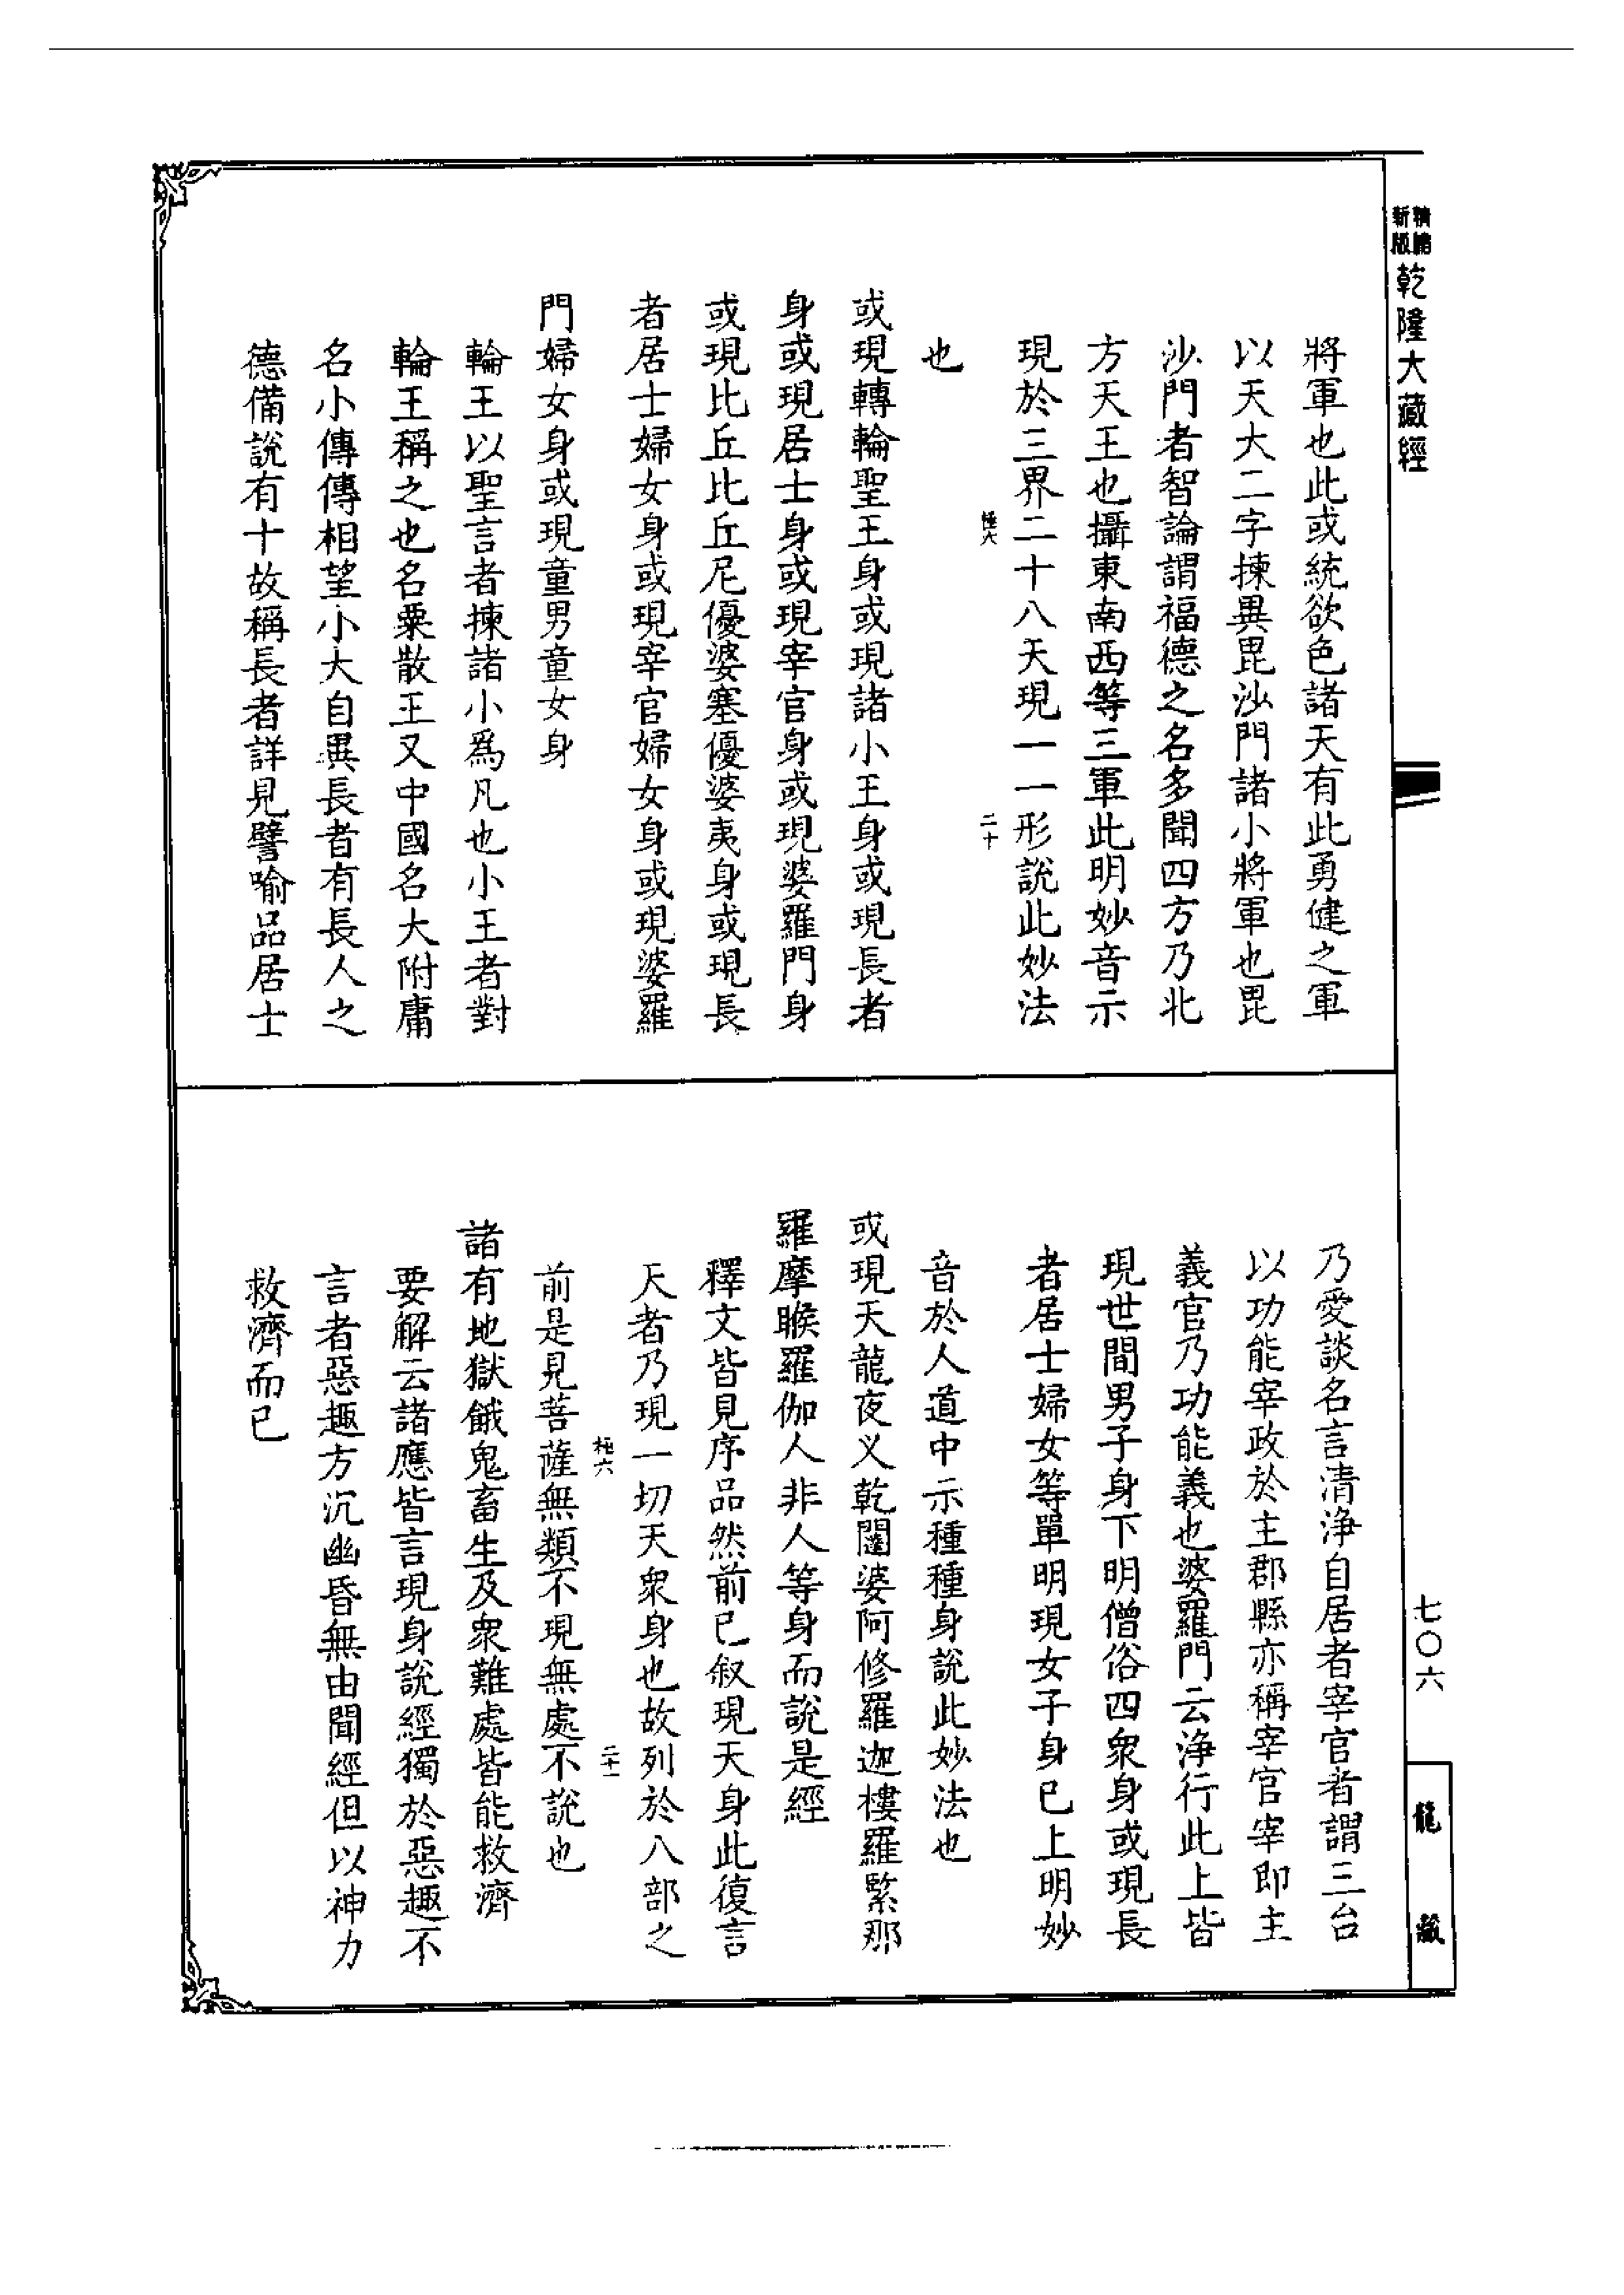 精縮
新版
乾隆大藏經
將軍也此或統欲色諸天有此勇健之軍
以天大二字揀異毘沙門諸小將軍也毘
沙門者智論謂福德之名多聞四方乃北
方天王也攝東南西等三軍此明妙音示
現於三界二十八天現一一形說此妙法
二十
也
或現轉輪聖王身或現諸小王身或現長者
身或現居士身或現宰官身或現婆羅門身
或現比丘比丘尼優婆塞優婆夷身或現長
者居士婦女身或現宰官婦女身或現婆羅
門婦女身或現童男童女身
輪王以聖言者揀諸小爲凡也小王者對
輪王稱之也名粟散王又中國名大附庸
名小傳傳相望小大自異長者有長人之
德備說有十故稱長者詳見譬喻品居士
乃愛談名言清淨自居者宰官者謂三台
以功能宰政於主郡縣亦稱宰官宰即主
義官乃功能義也婆羅門云淨行此上皆
現世間男子身下明僧俗四衆身或現長
者居士婦女等單明現女子身已上明妙
音於人道中示種種身說此妙法也
或現天龍夜义乾闥婆阿修羅迦樓羅緊那
羅摩睺羅伽人非人等身而說是經
釋文皆見序品然前已叙現天身此復言
天者乃現一切天衆身也故列於八部之
極六
二十一
前是見菩薩無類不現無處不說也
諸有地獄餓鬼畜生及衆難處皆能救濟
要解云諸應皆言現身說經獨於惡趣不
言者惡趣方沉幽昏無由聞經但以神力
救濟而已
七〇六
龍藏